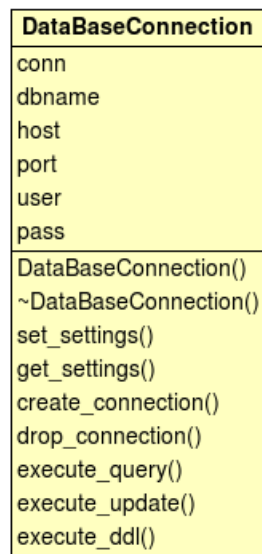 DataBaseConnection
conn
dbname
host
port
user
pass
DataBaseConnection()
~DataBaseConnection()
set_settings()
get_settings()
create_connection()
drop_connection()
execute_query()
execute_update()
execute_ddl()